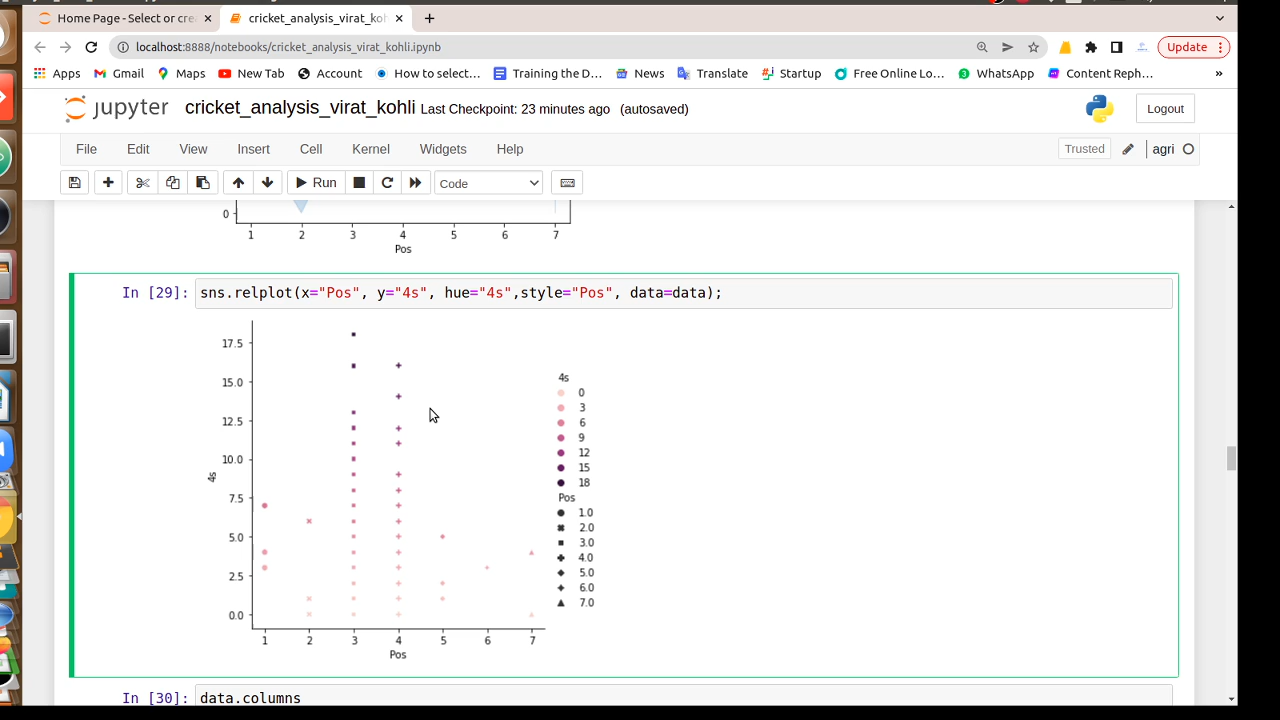 Home Page - Select or cre
cricket_analysis_virat_koh
localhost:8888/notebooks/cricket_analysis_virat_kohli.ipynb
Update
Apps Gmail Maps New Tab Account How to select... Training the D... News Translate Startup Free Online Lo... WhatsApp Content Reph... »
jupyter cricket_analysis_virat_kohli Last Checkpoint: 23 minutes ago (autosaved) Logout
File Edit View Insert Cell Kernel Widgets Help Trusted agri
Run Code
0
1 2 3 4 5 6 7
Pos
In [29]: sns.relplot(x="Pos", y="4s", hue="4s",style="Pos", data=data);
17.5
15.0
12.5
10.0
7.5
5.0
2.5
0.0
4s
1 2 3 4 5 6 7
Pos
4s
0
3
6
9
12
15
18
Pos
1.0
2.0
3.0
4.0
5.0
6.0
7.0
In [30]: data.columns